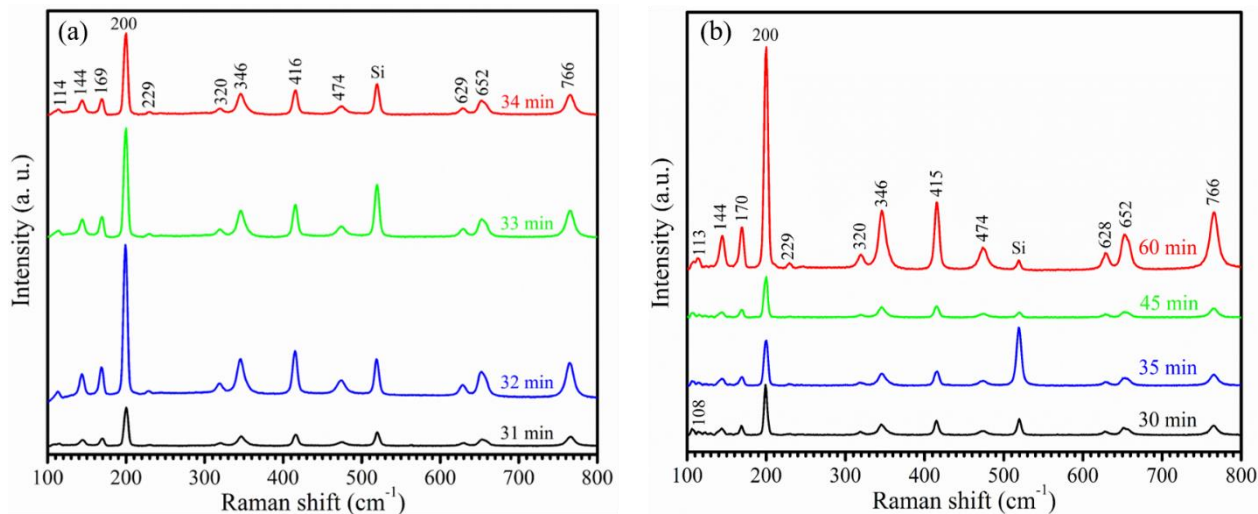 (a)
200
114
144
169
229
320
346
416
474
Si
629
652
766
34 min
33 min
32 min
31 min
Intensity (a. u.)
100 200 300 400 500 600 700 800
Raman shift (cm⁻¹)
(b)
200
113
144
170
229
320
346
415
474
Si
628
652
766
60 min
45 min
35 min
108
30 min
Intensity (a.u.)
100 200 300 400 500 600 700 800
Raman shift (cm⁻¹)